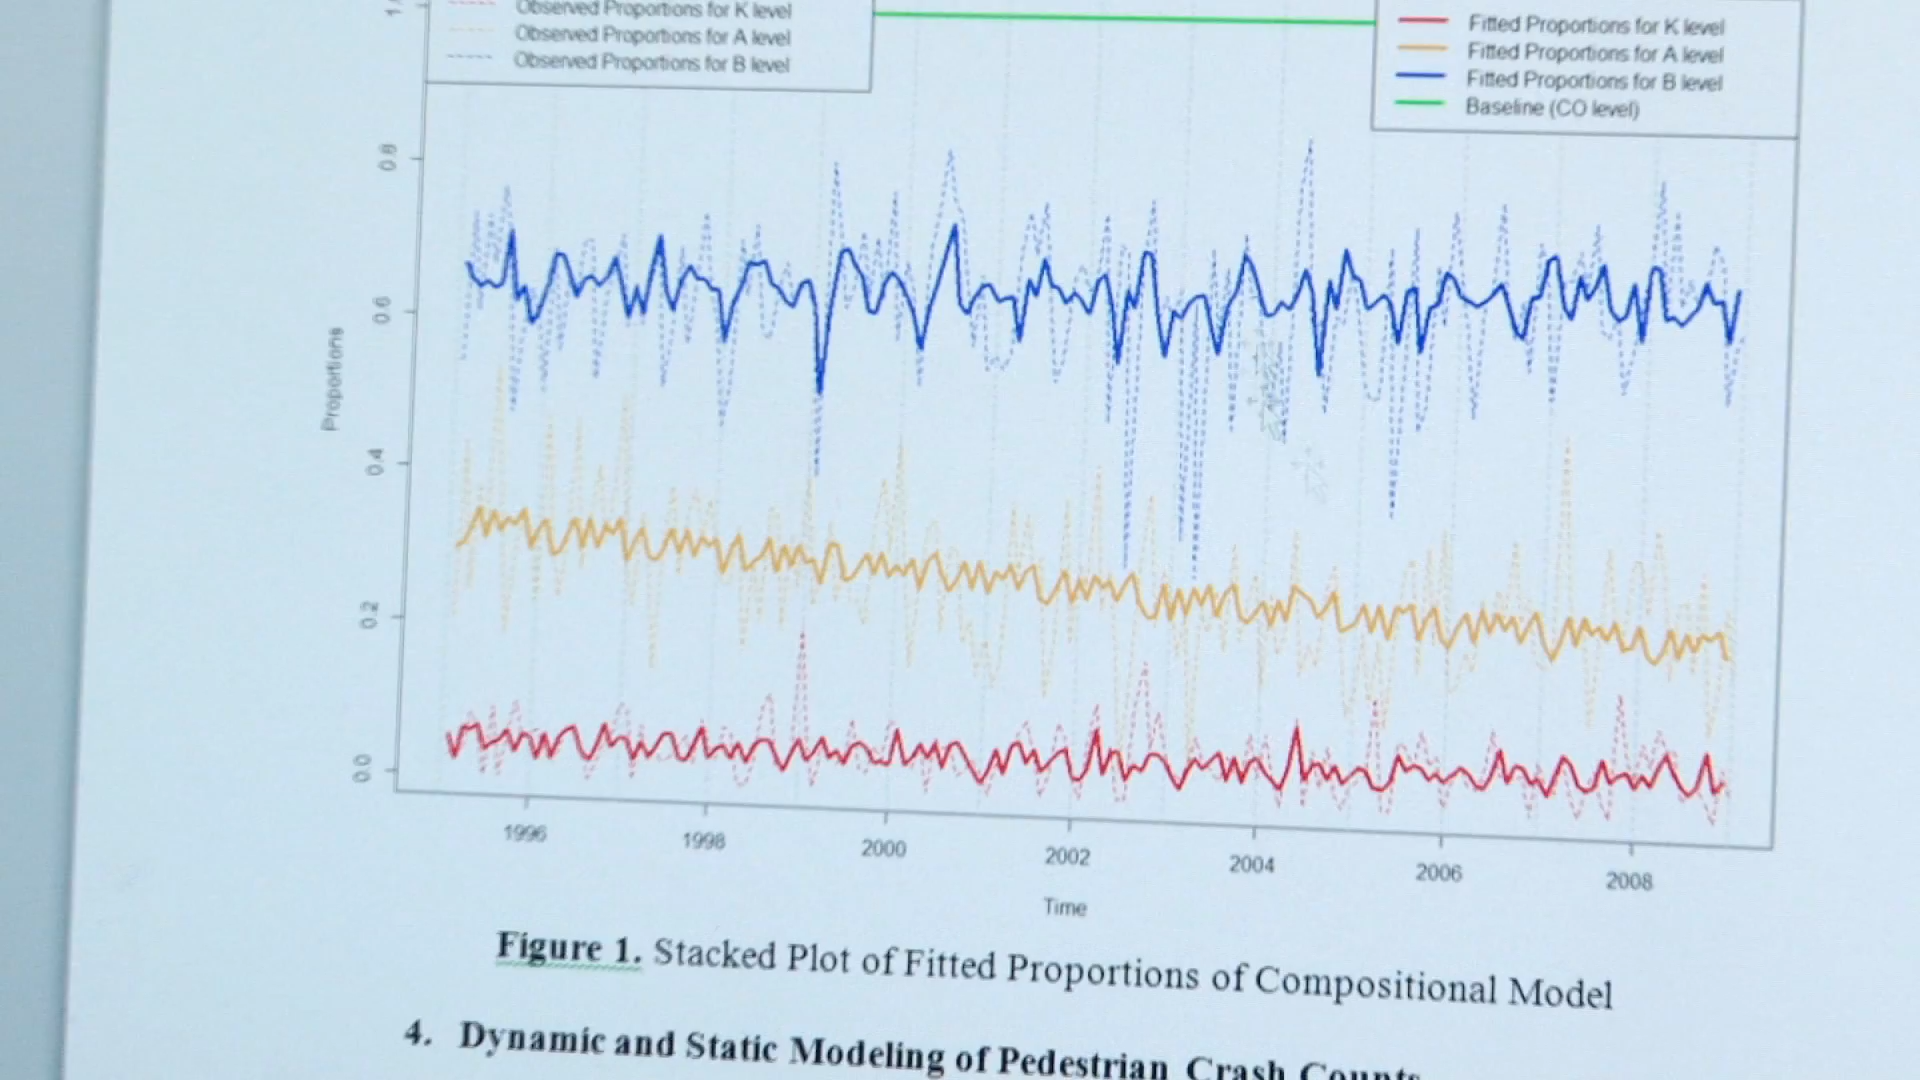 Observed Proportions for K level
Observed Proportions for A level
Observed Proportions for B level
Fitted Proportions for K level
Fitted Proportions for A level
Fitted Proportions for B level
Baseline (CO level)
0.8
0.6
0.4
0.2
0.0
Proportions
1996
1998
2000
2002
2004
2006
2008
Time
Figure 1. Stacked Plot of Fitted Proportions of Compositional Model
4. Dynamic and Static Modeling of Pedestrian Crash Counts